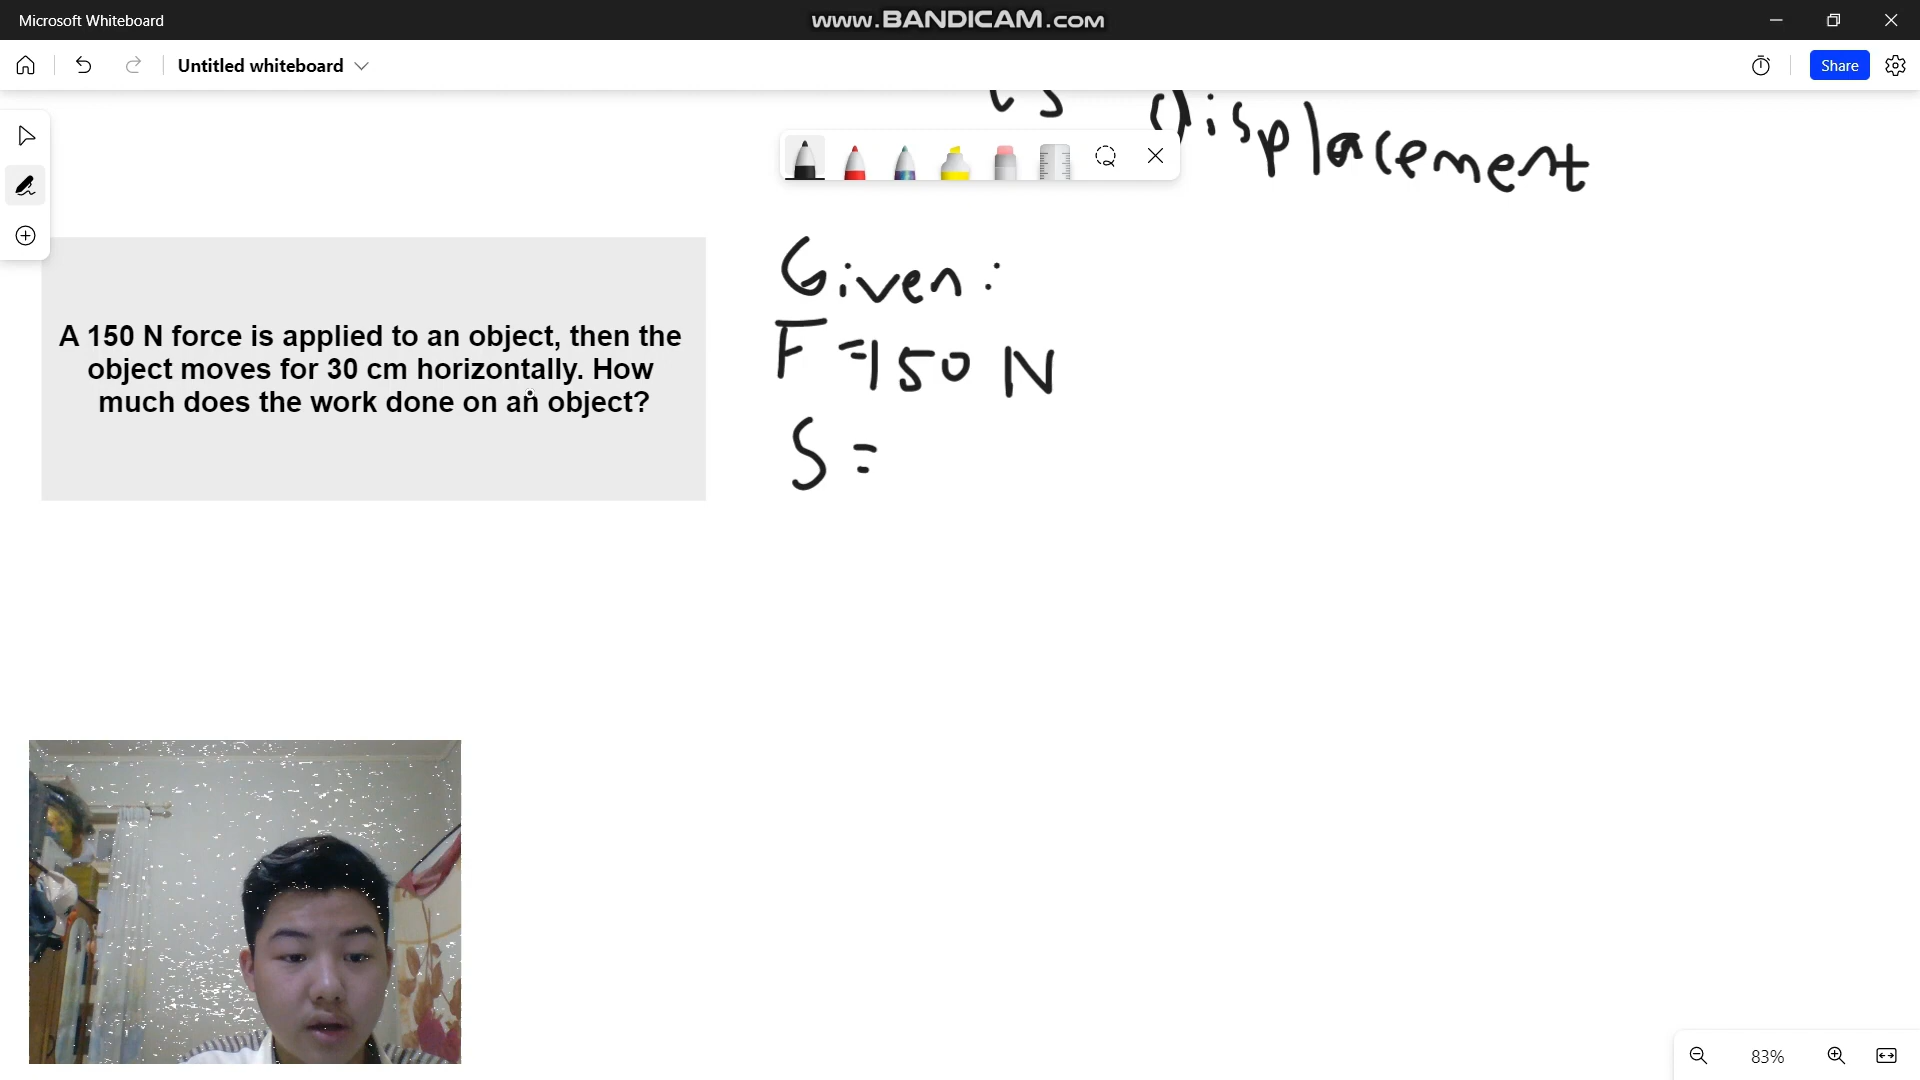 Microsoft Whiteboard
www.BANDICAM.com
Untitled whiteboard
Share
is displacement
Given:
F = 150 N
S =
A 150 N force is applied to an object, then the
object moves for 30 cm horizontally. How
much does the work done on an object?
83%